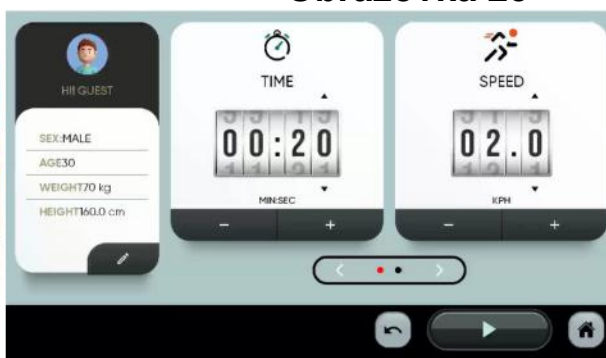 HI! GUEST
SEX:MALE
AGE30
WEIGHT70 kg
HEIGHT160.0 cm
TIME
00:20
MIN:SEC
- +
SPEED
02.0
KPH
- +